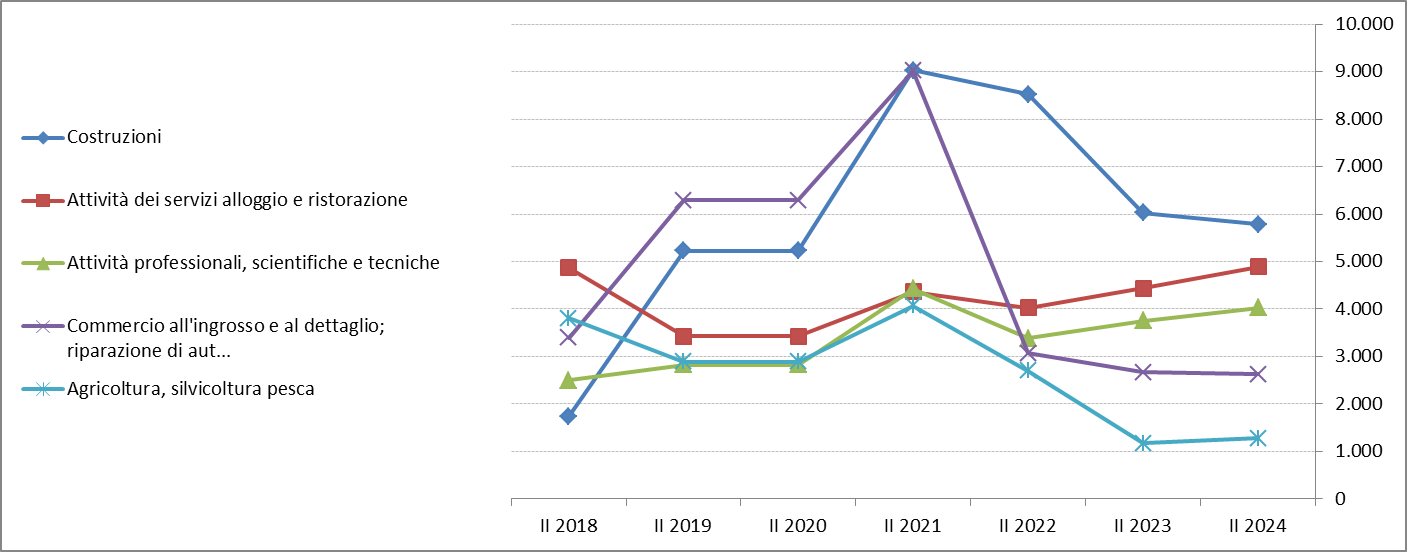 Costruzioni
Attività dei servizi alloggio e ristorazione
Attività professionali, scientifiche e tecniche
Commercio all'ingrosso e al dettaglio;
riparazione di aut...
Agricoltura, silvicoltura pesca
10.000
9.000
8.000
7.000
6.000
5.000
4.000
3.000
2.000
1.000
0
II 2018 II 2019 II 2020 II 2021 II 2022 II 2023 II 2024